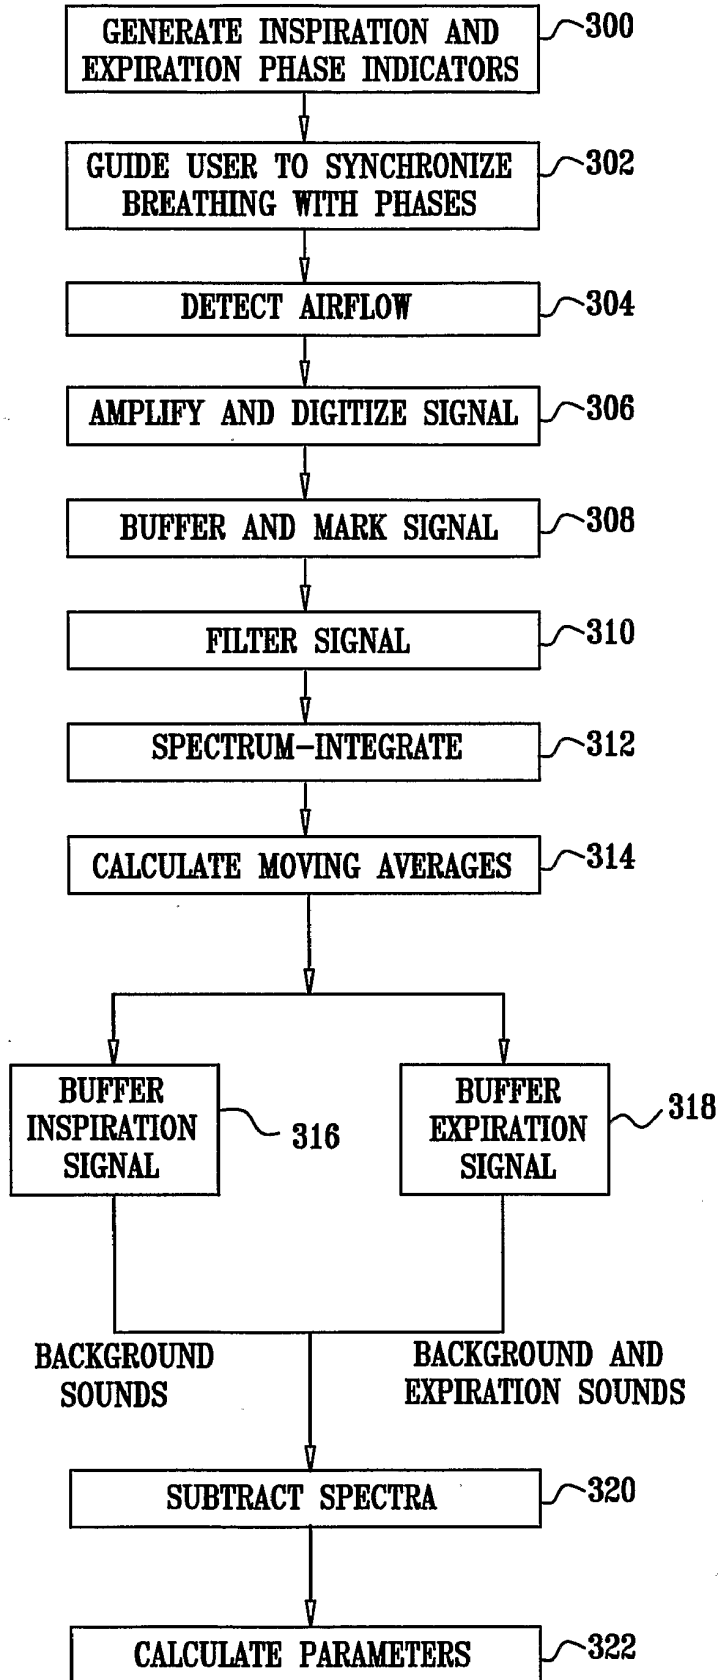 GENERATE INSPIRATION AND
EXPIRATION PHASE INDICATORS
300
GUIDE USER TO SYNCHRONIZE
BREATHING WITH PHASES
302
DETECT AIRFLOW
304
AMPLIFY AND DIGITIZE SIGNAL
306
BUFFER AND MARK SIGNAL
308
FILTER SIGNAL
310
SPECTRUM-INTEGRATE
312
CALCULATE MOVING AVERAGES
314
BUFFER
INSPIRATION
SIGNAL
316
BUFFER
EXPIRATION
SIGNAL
318
BACKGROUND
SOUNDS
BACKGROUND AND
EXPIRATION SOUNDS
SUBTRACT SPECTRA
320
CALCULATE PARAMETERS
322